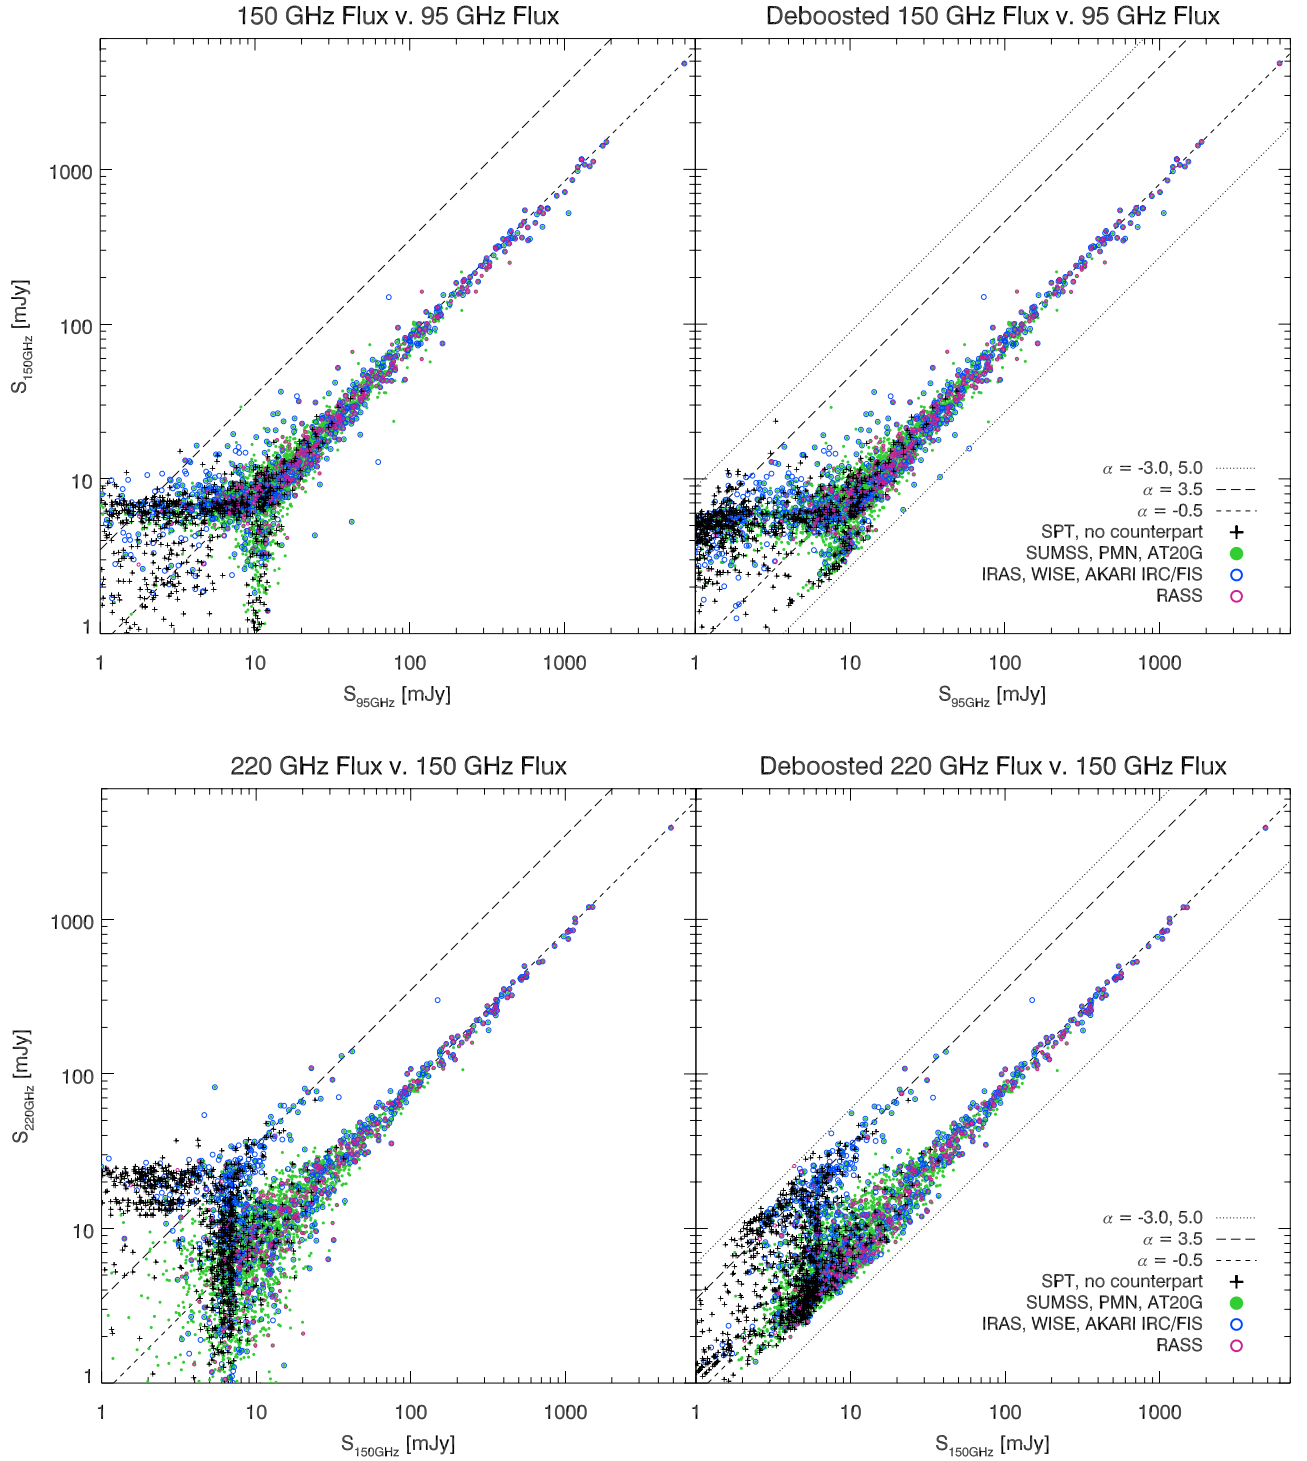 150 GHz Flux v. 95 GHz Flux
Deboosted 150 GHz Flux v. 95 GHz Flux
1000
100
10
1
S150GHz [mJy]
α = -3.0, 5.0
α = 3.5
α = -0.5
SPT, no counterpart
SUMSS, PMN, AT20G
IRAS, WISE, AKARI IRC/FIS
RASS
1 10 100 1000
1 10 100 1000
S95GHz [mJy]
S95GHz [mJy]
220 GHz Flux v. 150 GHz Flux
Deboosted 220 GHz Flux v. 150 GHz Flux
1000
100
10
1
S220GHz [mJy]
α = -3.0, 5.0
α = 3.5
α = -0.5
SPT, no counterpart
SUMSS, PMN, AT20G
IRAS, WISE, AKARI IRC/FIS
RASS
1 10 100 1000
1 10 100 1000
S150GHz [mJy]
S150GHz [mJy]